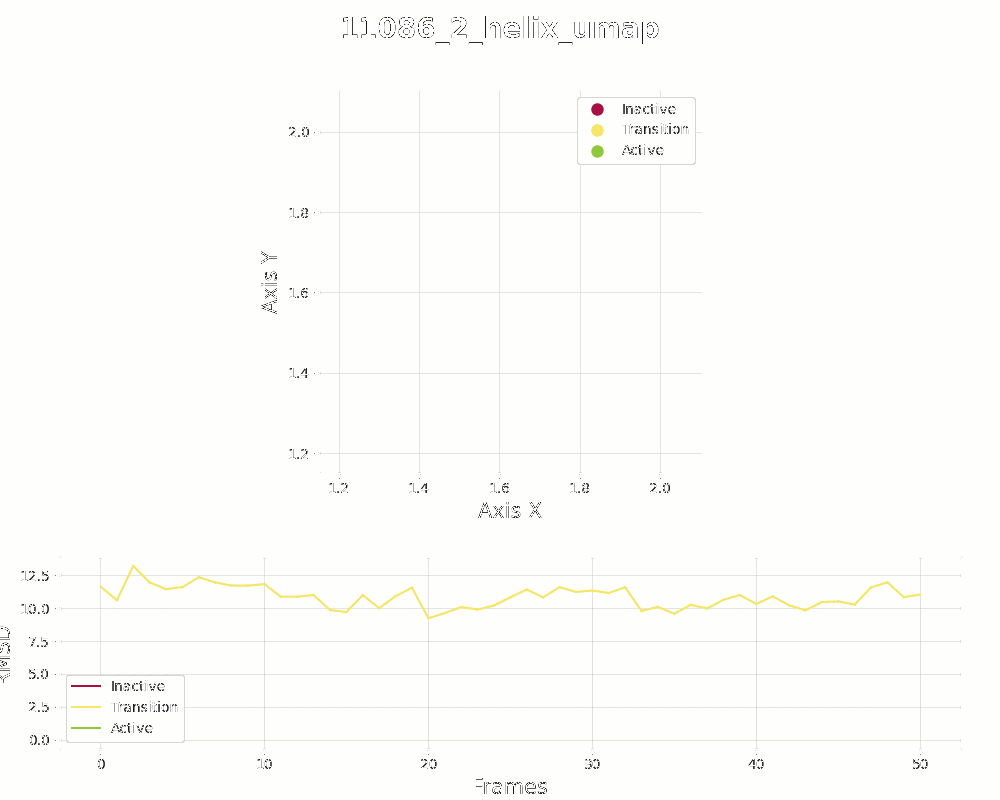 11086_2_helix_umap
Inactive
Transition
Active
2.0
1.8
1.6
1.4
1.2
Axis Y
1.2 1.4 1.6 1.8 2.0
Axis X
12.5
10.0
7.5
5.0
2.5
0.0
RMSD
Inactive
Transition
Active
0 10 20 30 40 50
Frames